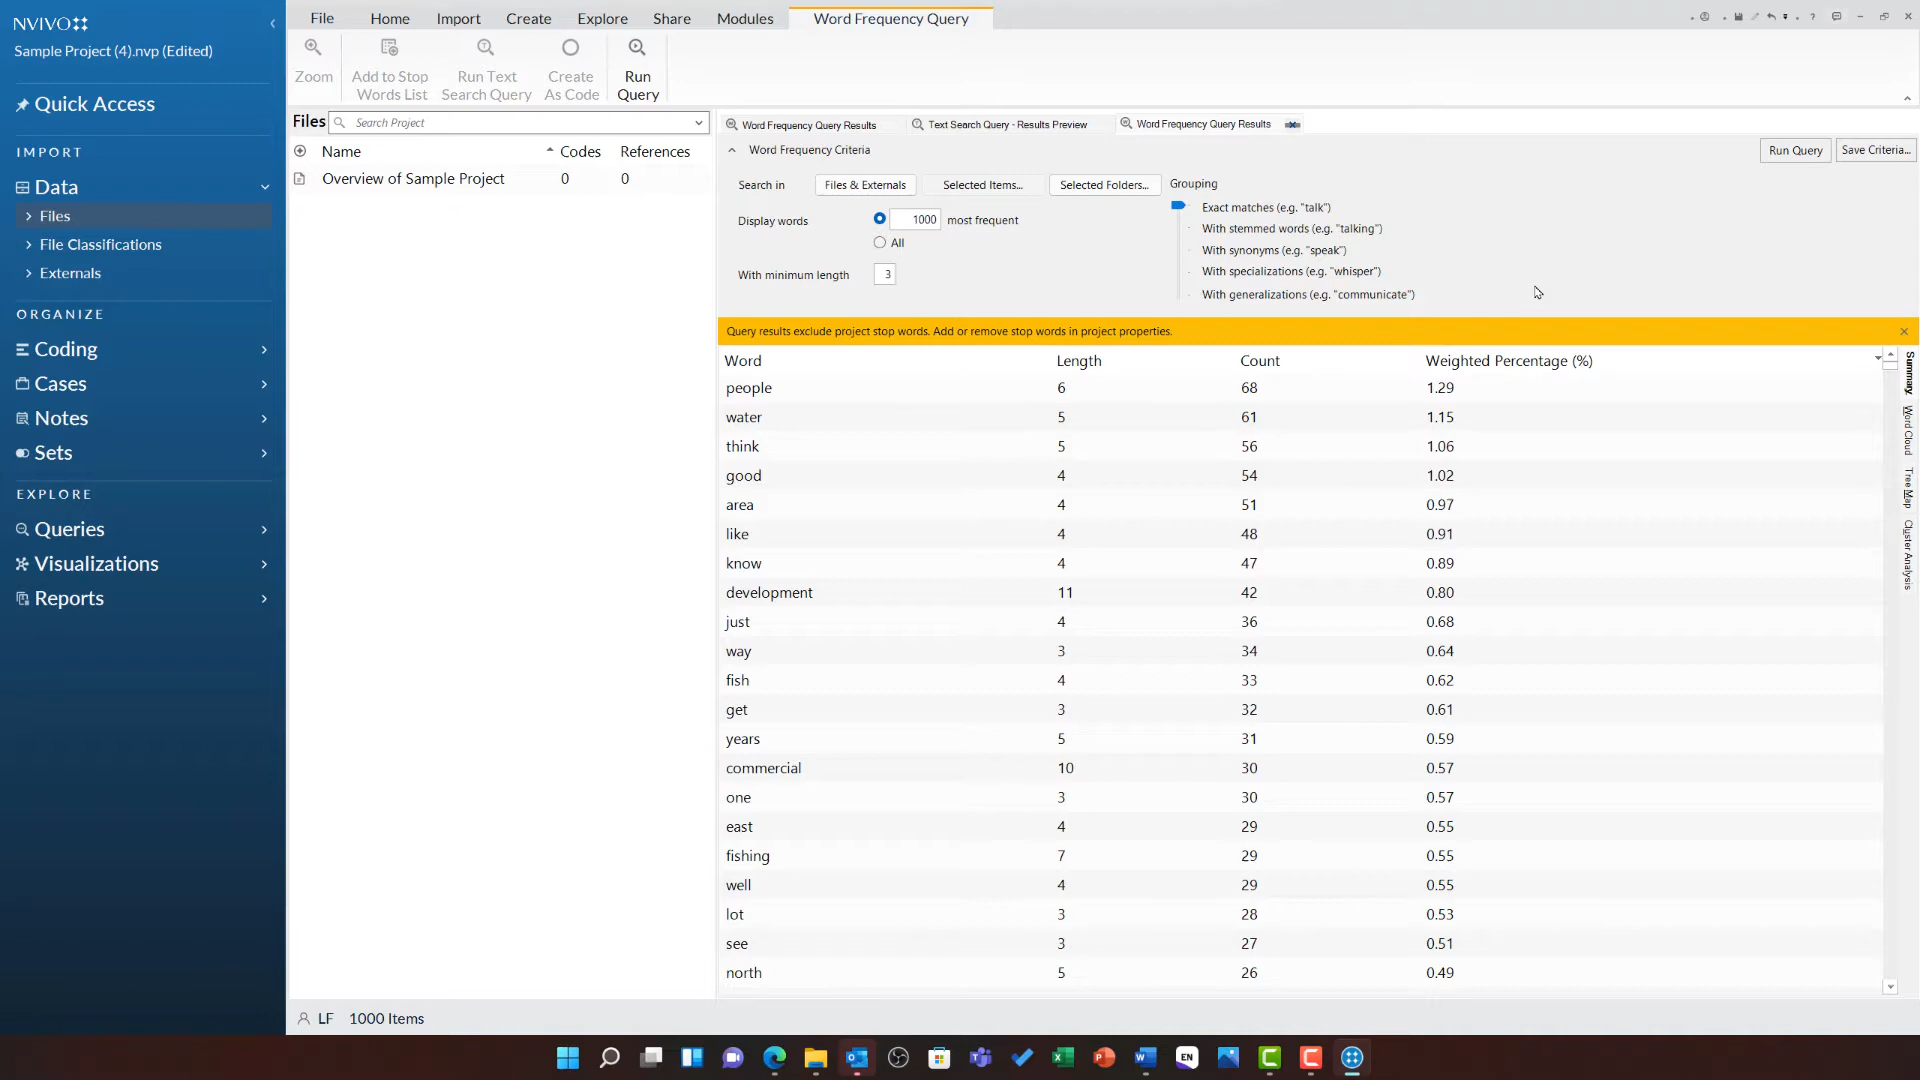 NVIVO
Sample Project (4).nvp (Edited)
Quick Access
IMPORT
Data
Files
File Classifications
Externals
ORGANIZE
Coding
Cases
Notes
Sets
EXPLORE
Queries
Visualizations
Reports
File Home Import Create Explore Share Modules Word Frequency Query
Zoom
Add to Stop Words List
Run Text Search Query
Create As Code
Run Query
Files Search Project
Name Codes References
Overview of Sample Project 0 0
Word Frequency Query Results Text Search Query - Results Preview Word Frequency Query Results
Word Frequency Criteria Run Query Save Criteria...
Search in Files & Externals Selected Items... Selected Folders...
Display words 1000 most frequent
All
With minimum length 3
Grouping
Exact matches (e.g. "talk")
With stemmed words (e.g. "talking")
With synonyms (e.g. "speak")
With specializations (e.g. "whisper")
With generalizations (e.g. "communicate")
Query results exclude project stop words. Add or remove stop words in project properties.
Word Length Count Weighted Percentage (%)
people 6 68 1.29
water 5 61 1.15
think 5 56 1.06
good 4 54 1.02
area 4 51 0.97
like 4 48 0.91
know 4 47 0.89
development 11 42 0.80
just 4 36 0.68
way 3 34 0.64
fish 4 33 0.62
get 3 32 0.61
years 5 31 0.59
commercial 10 30 0.57
one 3 30 0.57
east 4 29 0.55
fishing 7 29 0.55
well 4 29 0.55
lot 3 28 0.53
see 3 27 0.51
north 5 26 0.49
Summary
Word Cloud
Tree Map
Cluster Analysis
LF 1000 Items
EN